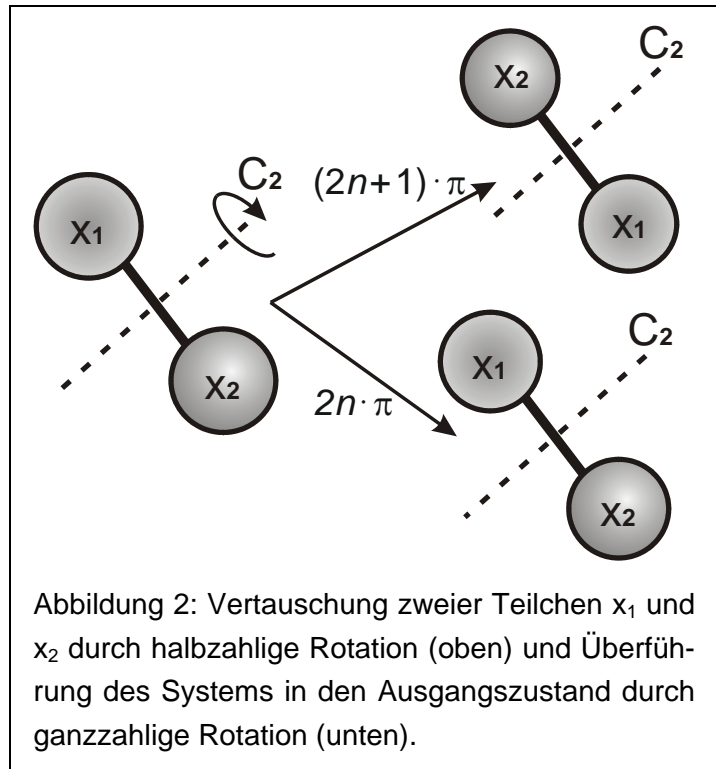 C₂
x₂
x₁
(2n+1)·π
C₂
x₁
x₂
2n·π
C₂
x₁
x₂
Abbildung 2: Vertauschung zweier Teilchen x₁ und
x₂ durch halbzahlige Rotation (oben) und Überfüh-
rung des Systems in den Ausgangszustand durch
ganzzahlige Rotation (unten).